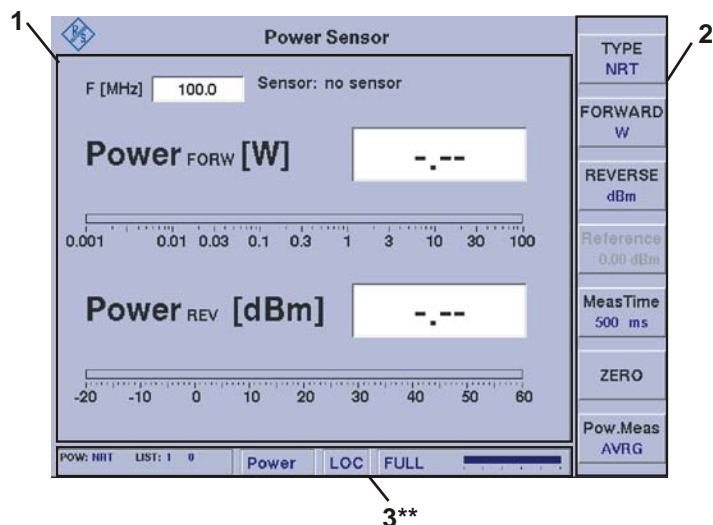 1
R&S
Power Sensor
2
TYPE
NRT
F [MHz] 100.0 Sensor: no sensor
FORWARD
W
Power FORW [W] -.--
REVERSE
dBm
0.001 0.01 0.03 0.1 0.3 1 3 10 30 100
Reference
0.00 dBm
Power REV [dBm] -.--
MeasTime
500 ms
ZERO
-20 -10 0 10 20 30 40 50 60
Pow.Meas
AVRG
POW: NRT LIST: 1 0 Power LOC FULL
3**